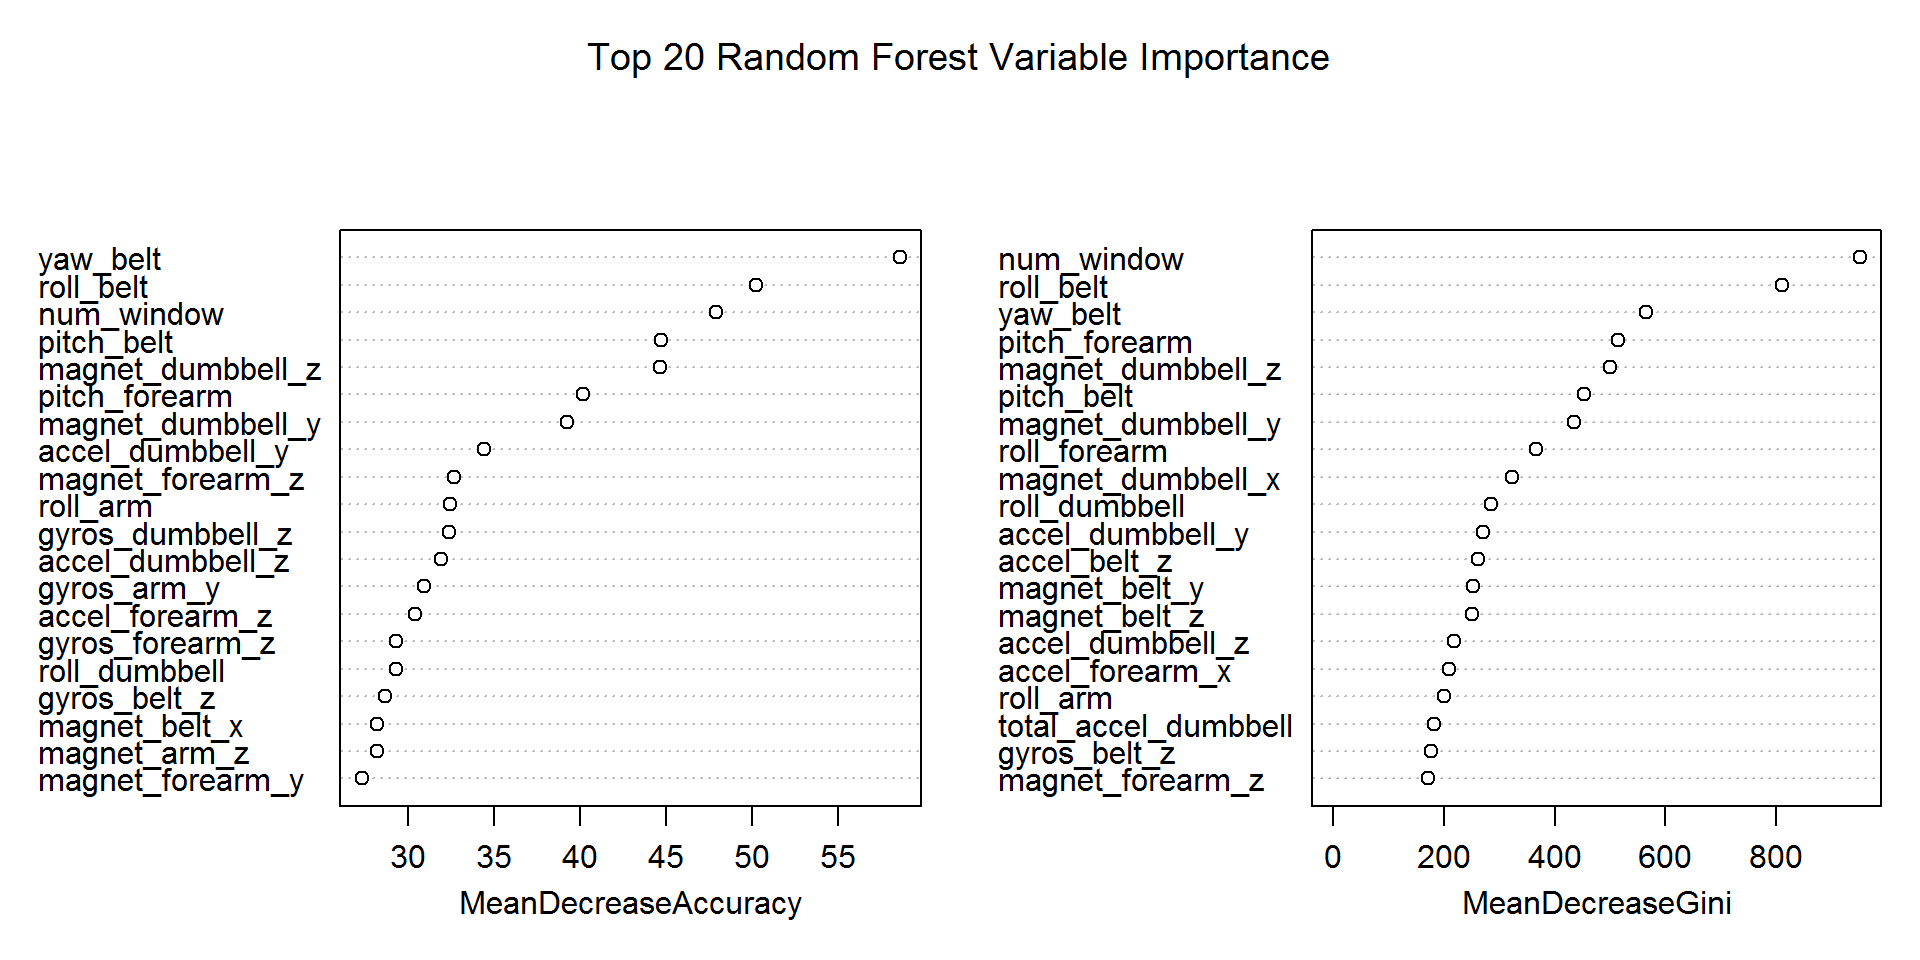 Top 20 Random Forest Variable Importance
yaw_belt
roll_belt
num_window
pitch_belt
magnet_dumbbell_z
pitch_forearm
magnet_dumbbell_y
accel_dumbbell_y
magnet_forearm_z
roll_arm
gyros_dumbbell_z
accel_dumbbell_z
gyros_arm_y
accel_forearm_z
gyros_forearm_z
roll_dumbbell
gyros_belt_z
magnet_belt_x
magnet_arm_z
magnet_forearm_y
30 35 40 45 50 55
MeanDecreaseAccuracy
num_window
roll_belt
yaw_belt
pitch_forearm
magnet_dumbbell_z
pitch_belt
magnet_dumbbell_y
roll_forearm
magnet_dumbbell_x
roll_dumbbell
accel_dumbbell_y
accel_belt_z
magnet_belt_y
magnet_belt_z
accel_dumbbell_z
accel_forearm_x
roll_arm
total_accel_dumbbell
gyros_belt_z
magnet_forearm_z
0 200 400 600 800
MeanDecreaseGini